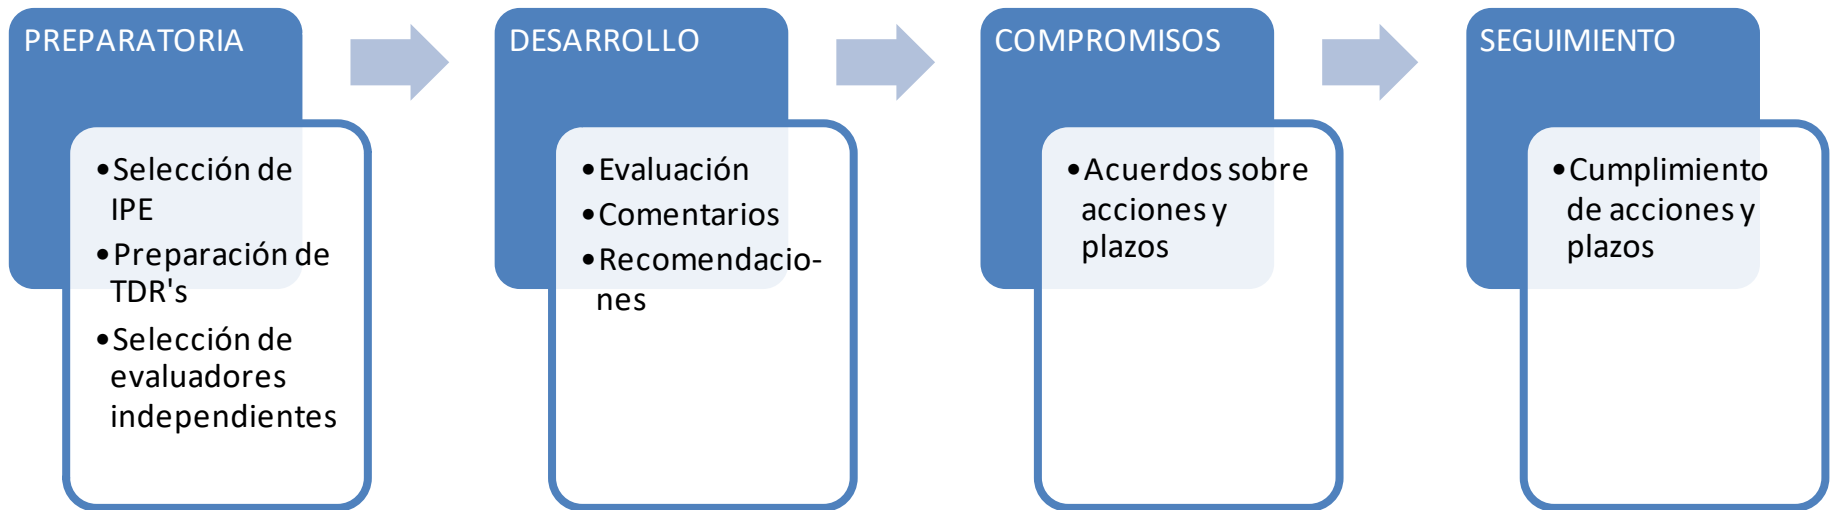 PREPARATORIA
•Selección de
IPE
•Preparación de
TDR's
•Selección de
evaluadores
independientes
DESARROLLO
•Evaluación
•Comentarios
•Recomendacio-
nes
COMPROMISOS
•Acuerdos sobre
acciones y
plazos
SEGUIMIENTO
•Cumplimiento
de acciones y
plazos